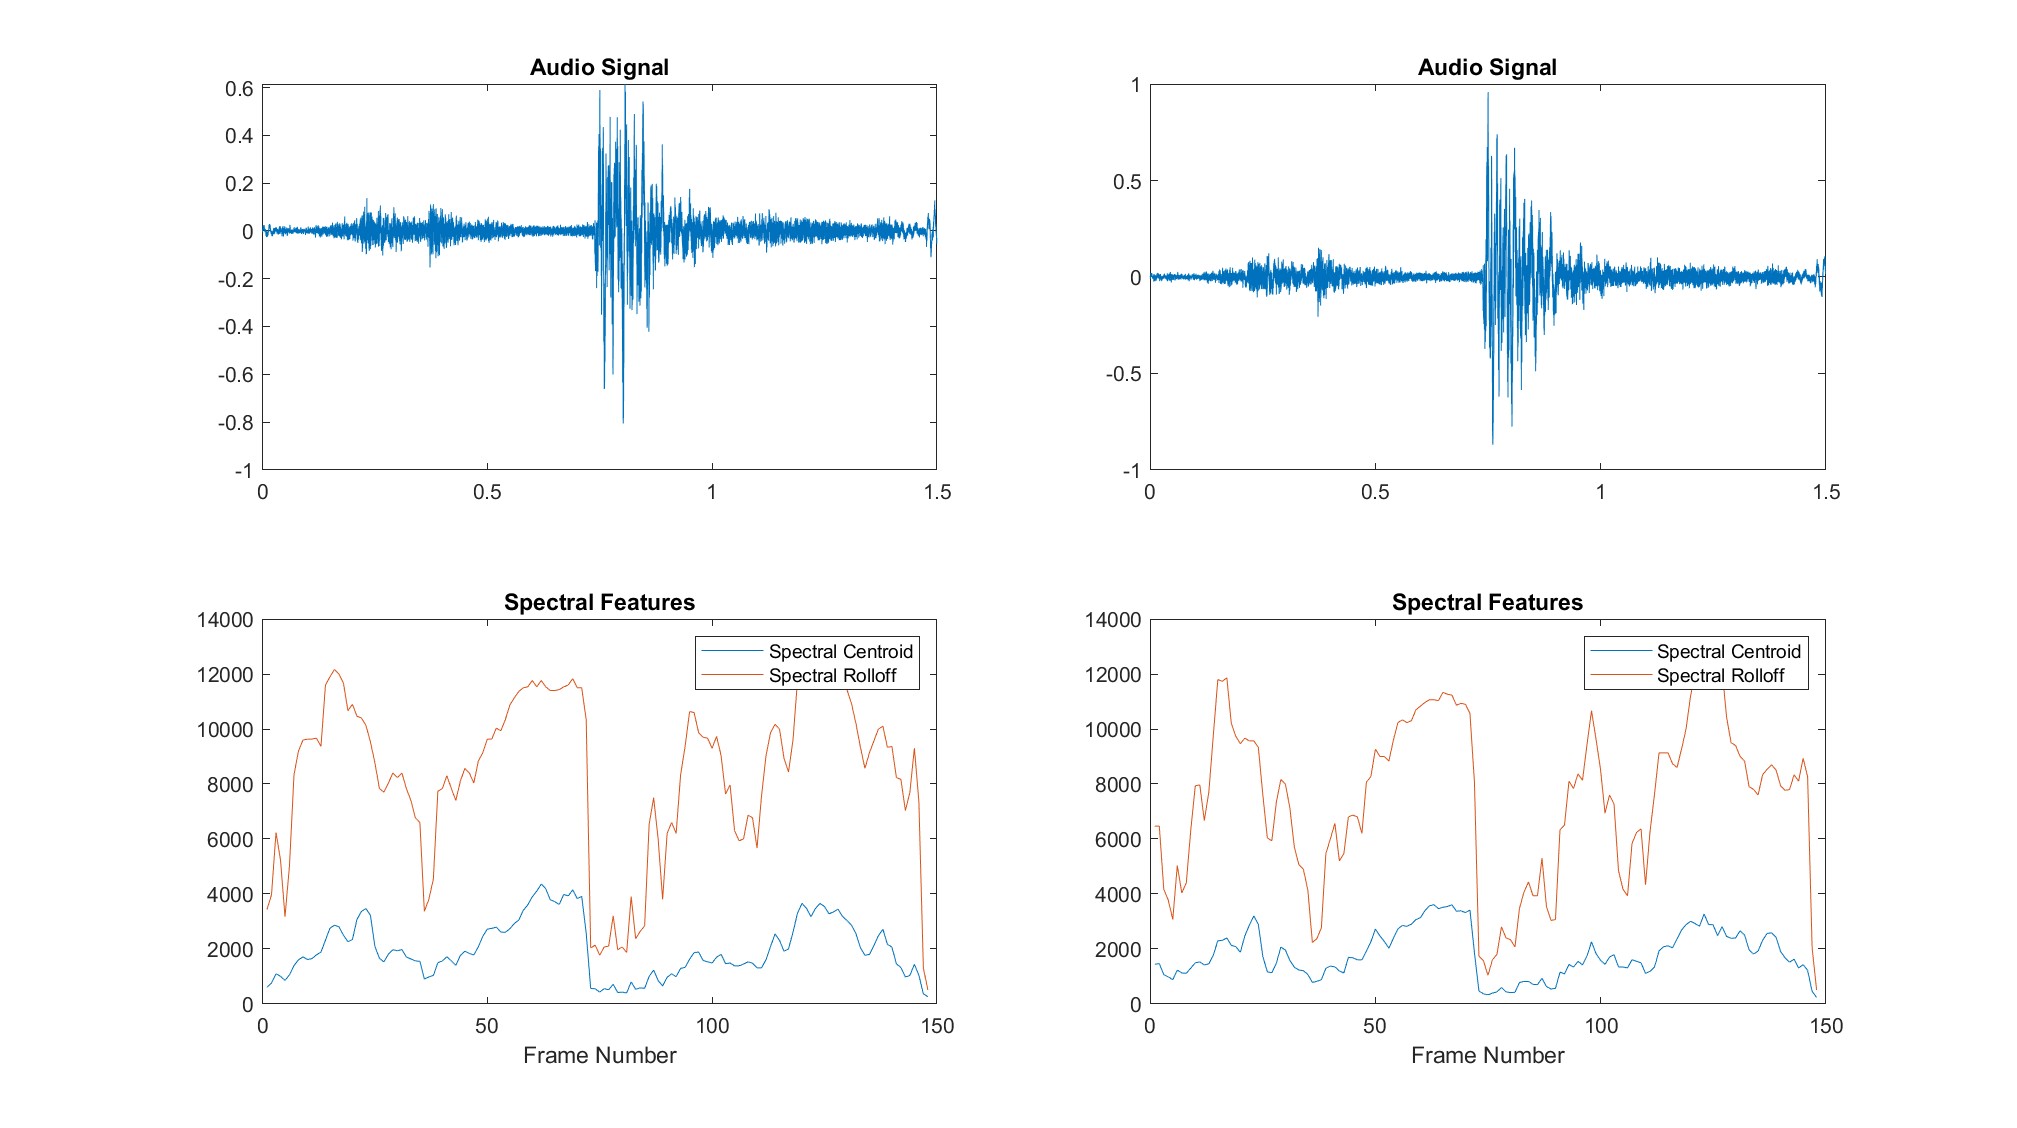 Audio Signal
0.6
0.4
0.2
0
-0.2
-0.4
-0.6
-0.8
-1
0 0.5 1 1.5
Audio Signal
1
0.5
0
-0.5
-1
0 0.5 1 1.5
Spectral Features
14000
12000
10000
8000
6000
4000
2000
0
Spectral Centroid
Spectral Rolloff
0 50 100 150
Frame Number
Spectral Features
14000
12000
10000
8000
6000
4000
2000
0
Spectral Centroid
Spectral Rolloff
0 50 100 150
Frame Number